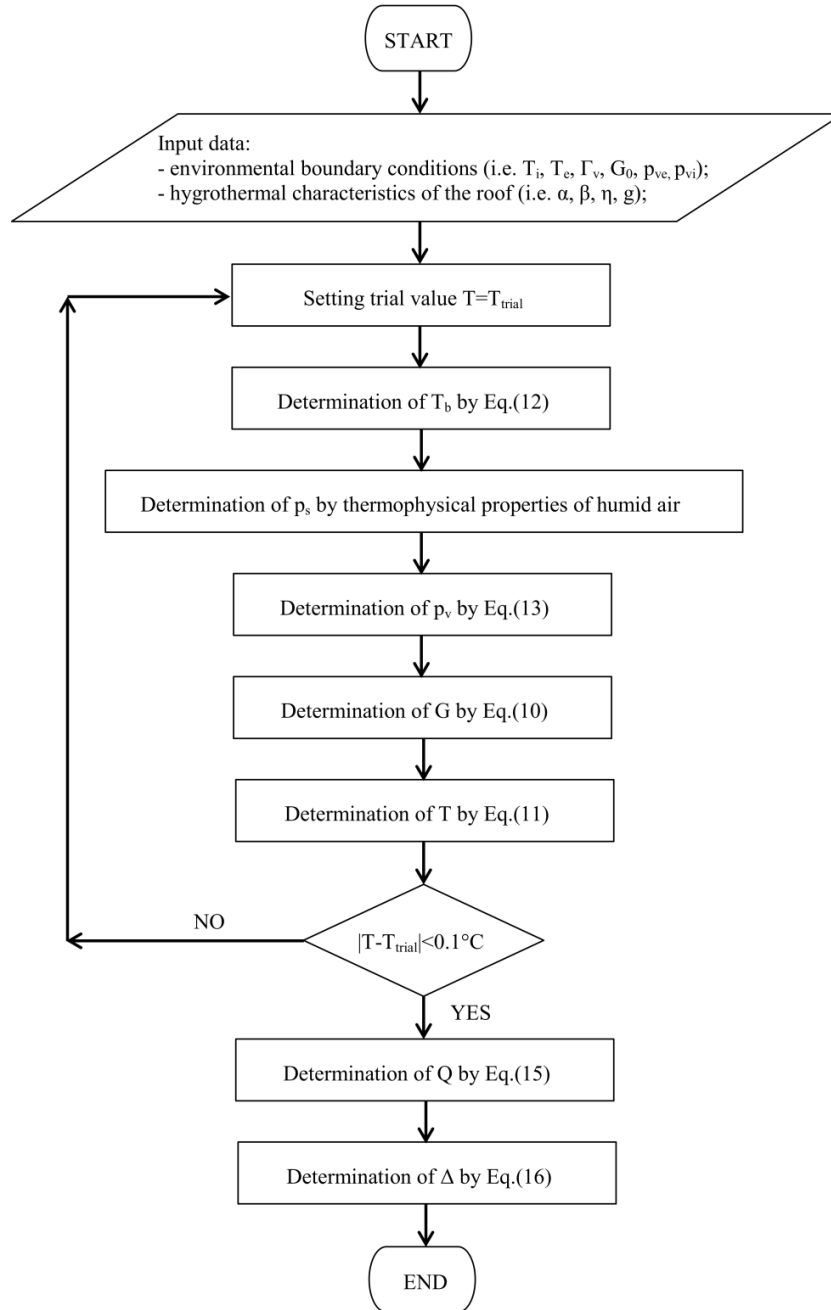 START
Input data:
- environmental boundary conditions (i.e. Ti, Te, Γv, G0, pve, pvi);
- hygrothermal characteristics of the roof (i.e. α, β, η, g);
Setting trial value T=Ttrial
Determination of Tb by Eq.(12)
Determination of ps by thermophysical properties of humid air
Determination of pv by Eq.(13)
Determination of G by Eq.(10)
Determination of T by Eq.(11)
NO
|T-Ttrial|<0.1°C
YES
Determination of Q by Eq.(15)
Determination of Δ by Eq.(16)
END